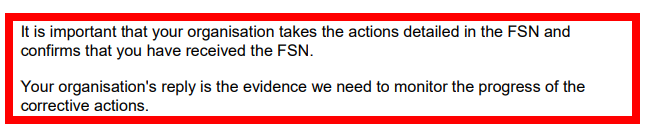 It is important that your organisation takes the actions detailed in the FSN and
confirms that you have received the FSN.
Your organisation's reply is the evidence we need to monitor the progress of the
corrective actions.